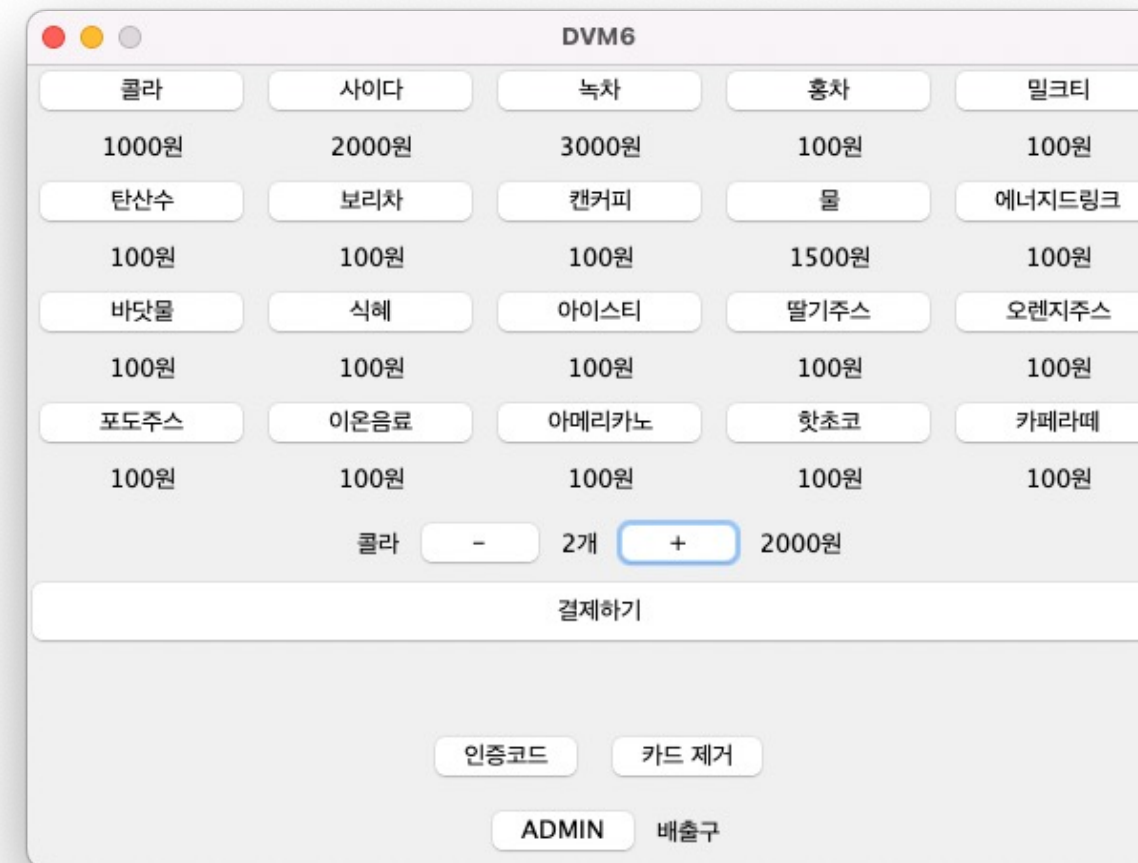 DVM6
콜라 사이다 녹차 홍차 밀크티
1000원 2000원 3000원 100원 100원
탄산수 보리차 캔커피 물 에너지드링크
100원 100원 100원 1500원 100원
바닷물 식혜 아이스티 딸기주스 오렌지주스
100원 100원 100원 100원 100원
포도주스 이온음료 아메리카노 핫초코 카페라떼
100원 100원 100원 100원 100원
콜라 - 2개 + 2000원
결제하기
인증코드 카드 제거
ADMIN 배출구